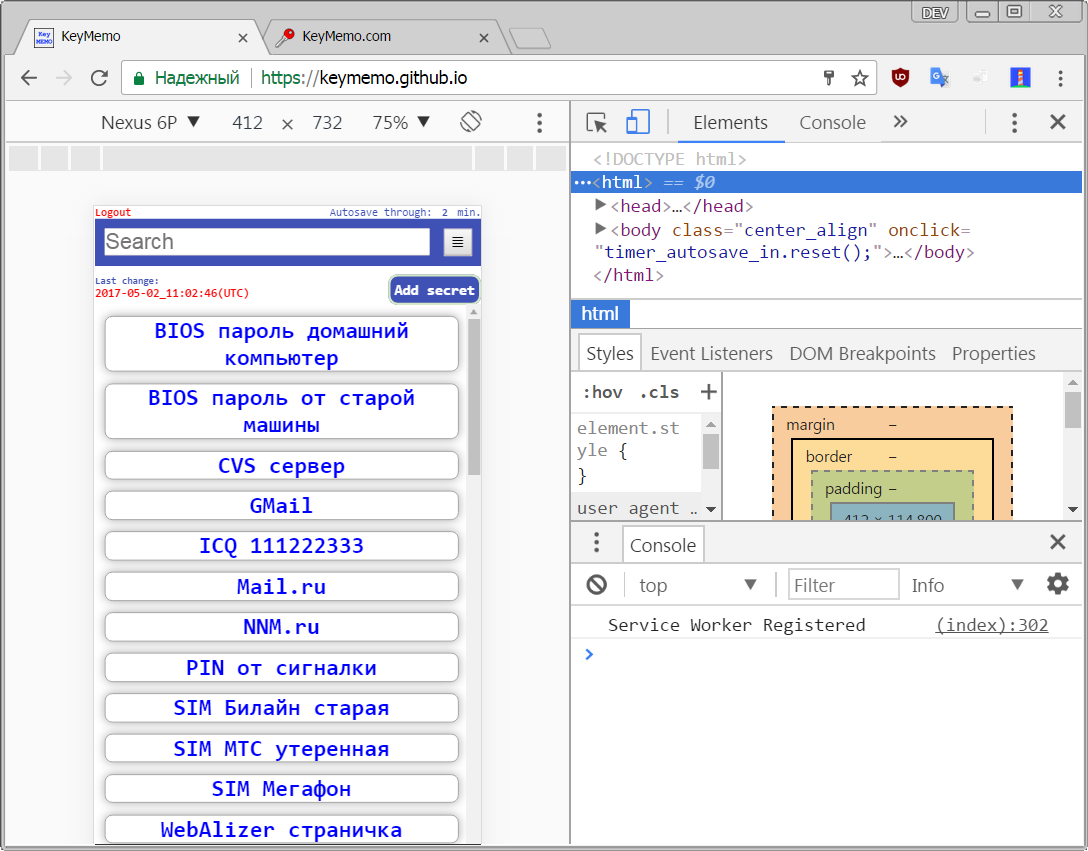 DEV
KeyMemo
KeyMemo.com
Надежный https://keymemo.github.io
Nexus 6P ▼ 412 × 732 75% ▼
Elements Console »
<!DOCTYPE html>
…<html> == $0
▶<head>…</head>
▶<body class="center_align" onclick=
"timer_autosave_in.reset();">…</body>
</html>
html
Styles Event Listeners DOM Breakpoints Properties
:hov .cls +
element.st
yle {
}
user agent ..
margin –
border –
padding –
412 × 114.800
Console
top ▼ Filter Info ▼
Service Worker Registered (index):302
Logout Autosave through: 2 min.
Search
Last change:
2017-05-02_11:02:46(UTC)
Add secret
BIOS пароль домашний
компьютер
BIOS пароль от старой
машины
CVS сервер
GMail
ICQ 111222333
Mail.ru
NNM.ru
PIN от сигналки
SIM Билайн старая
SIM МТС утеренная
SIM Мегафон
WebAlizer страничка